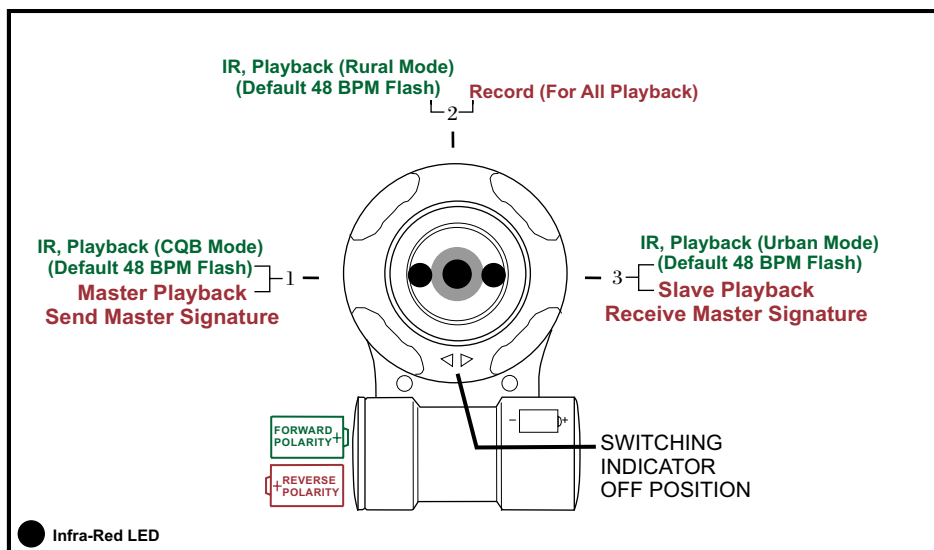 IR, Playback (Rural Mode)
(Default 48 BPM Flash)
Record (For All Playback)
2
IR, Playback (CQB Mode)
(Default 48 BPM Flash)
1
Master Playback
Send Master Signature
IR, Playback (Urban Mode)
(Default 48 BPM Flash)
3
Slave Playback
Receive Master Signature
FORWARD
POLARITY +
+ REVERSE
POLARITY
- +
SWITCHING
INDICATOR
OFF POSITION
Infra-Red LED